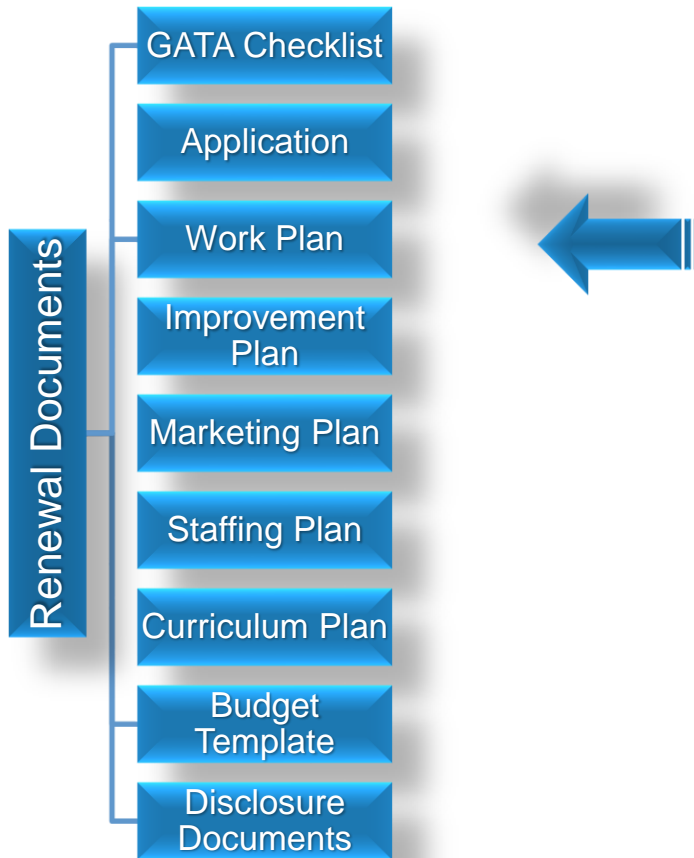 Renewal Documents
GATA Checklist
Application
Work Plan
Improvement
Plan
Marketing Plan
Staffing Plan
Curriculum Plan
Budget
Template
Disclosure
Documents